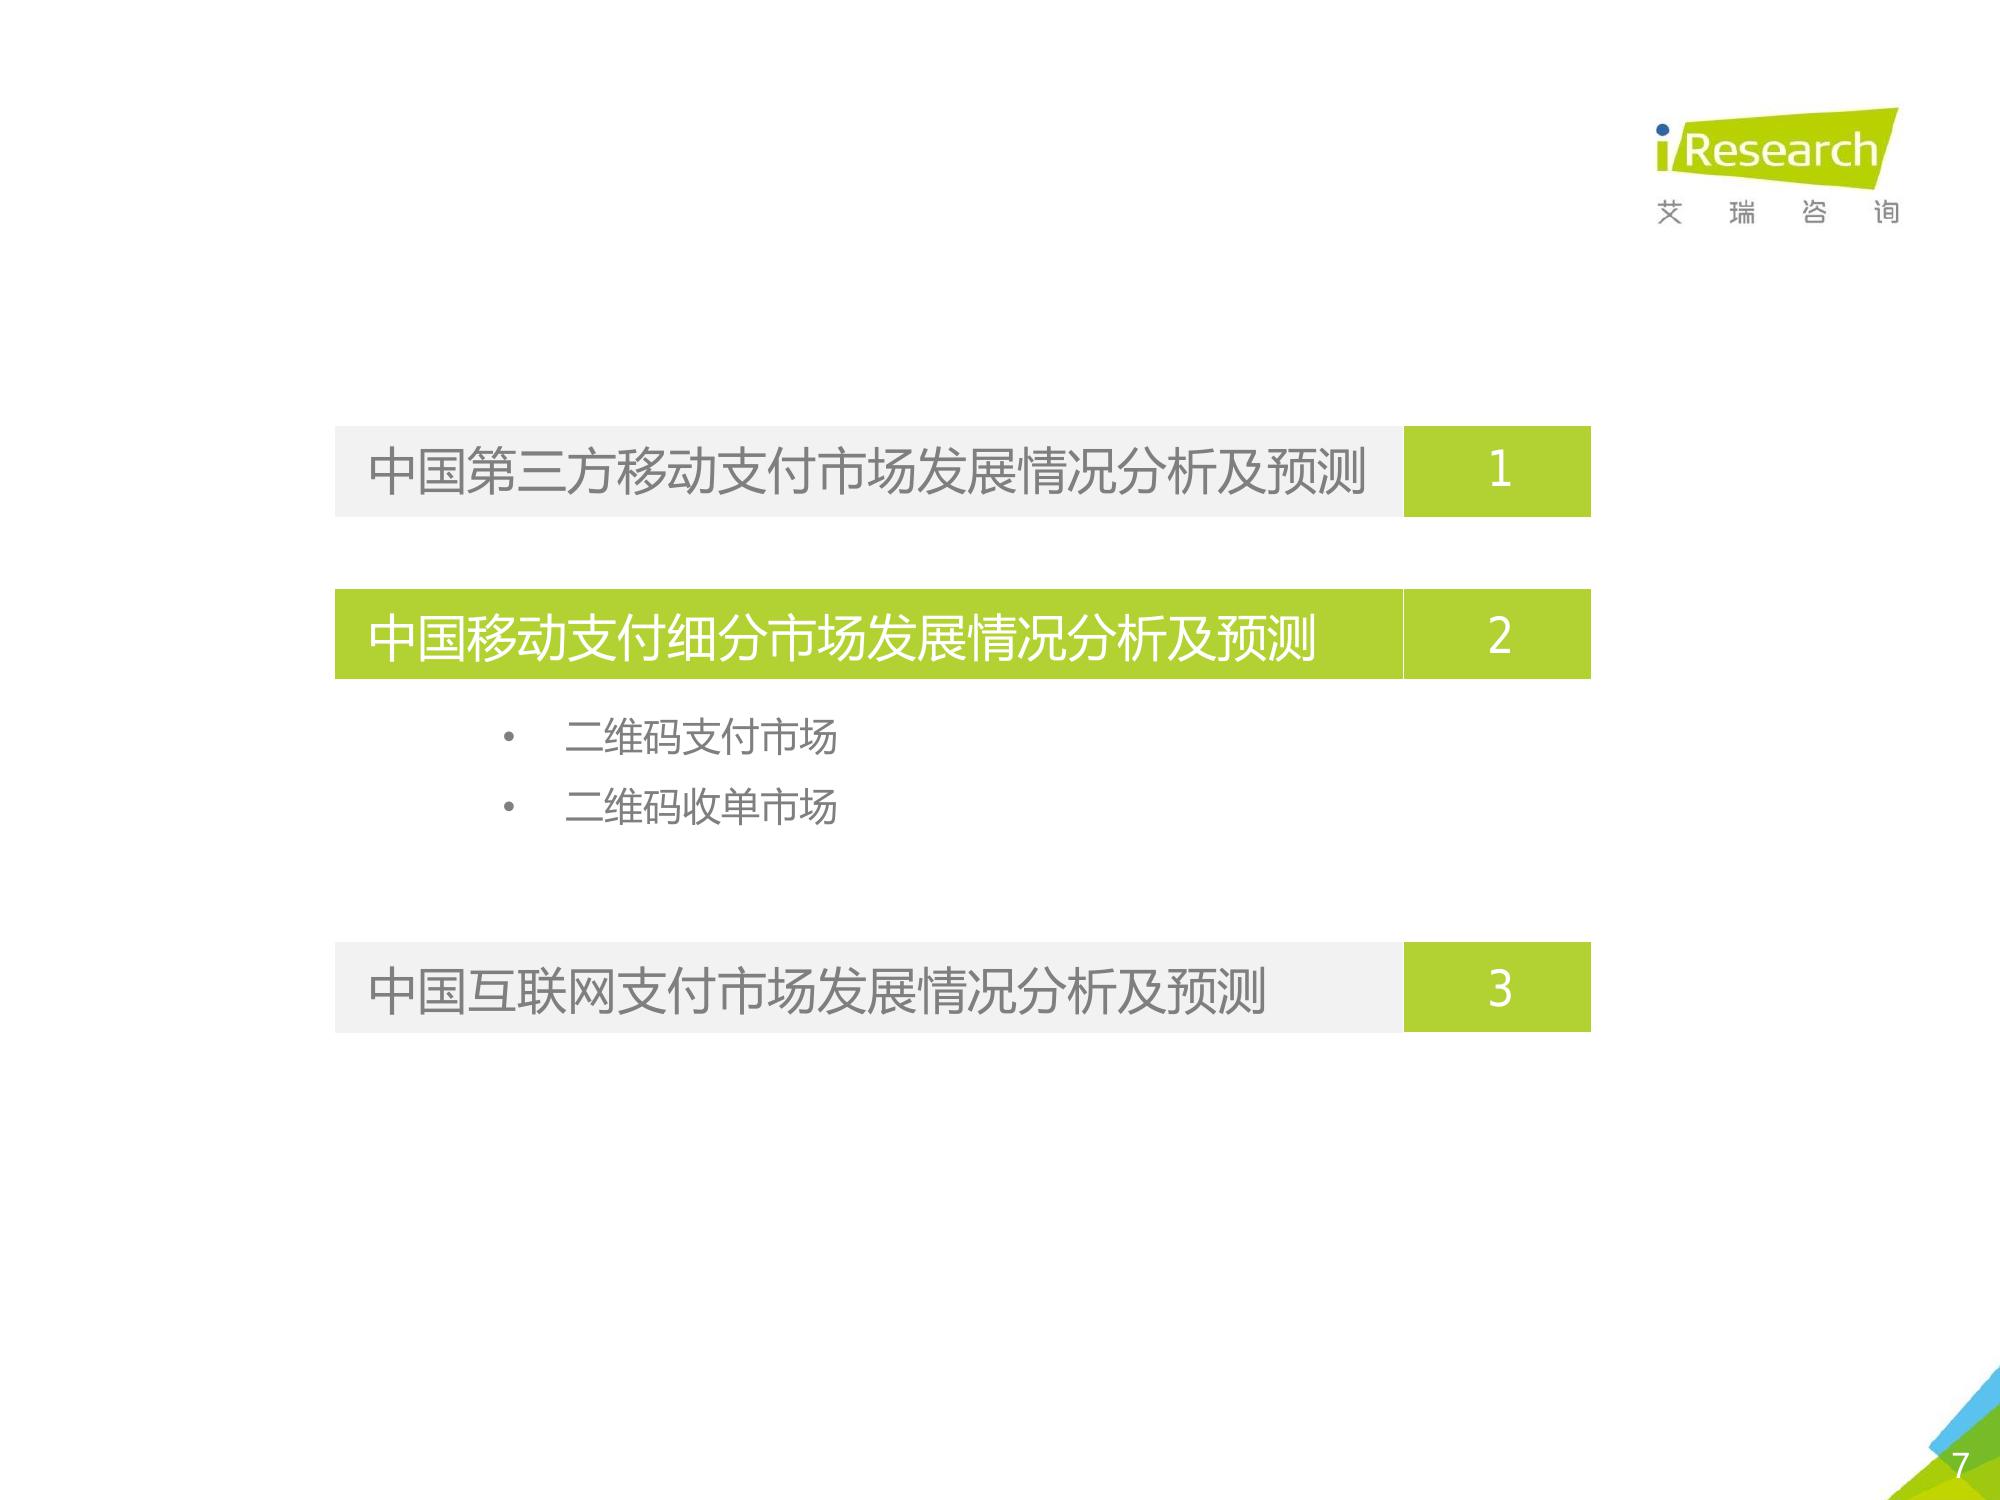 iResearch
艾瑞咨询
中国第三方移动支付市场发展情况分析及预测 1
中国移动支付细分市场发展情况分析及预测 2
• 二维码支付市场
• 二维码收单市场
中国互联网支付市场发展情况分析及预测 3
7